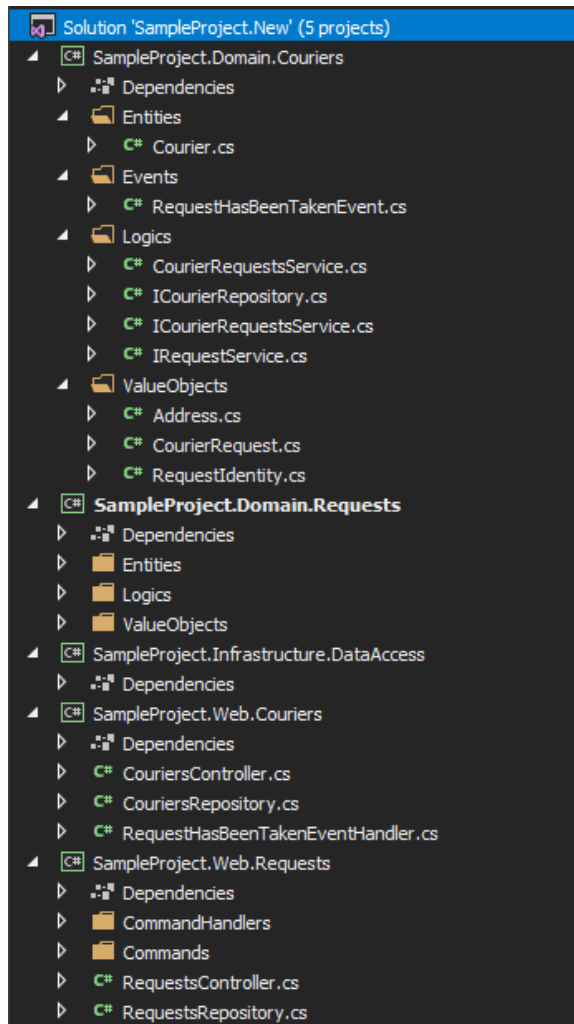 Solution 'SampleProject.New' (5 projects)
C# SampleProject.Domain.Couriers
Dependencies
Entities
C# Courier.cs
Events
C# RequestHasBeenTakenEvent.cs
Logics
C# CourierRequestsService.cs
C# ICourierRepository.cs
C# ICourierRequestsService.cs
C# IRequestService.cs
ValueObjects
C# Address.cs
C# CourierRequest.cs
C# RequestIdentity.cs
C# SampleProject.Domain.Requests
Dependencies
Entities
Logics
ValueObjects
C# SampleProject.Infrastructure.DataAccess
Dependencies
C# SampleProject.Web.Couriers
Dependencies
C# CouriersController.cs
C# CouriersRepository.cs
C# RequestHasBeenTakenEventHandler.cs
C# SampleProject.Web.Requests
Dependencies
CommandHandlers
Commands
C# RequestsController.cs
C# RequestsRepository.cs